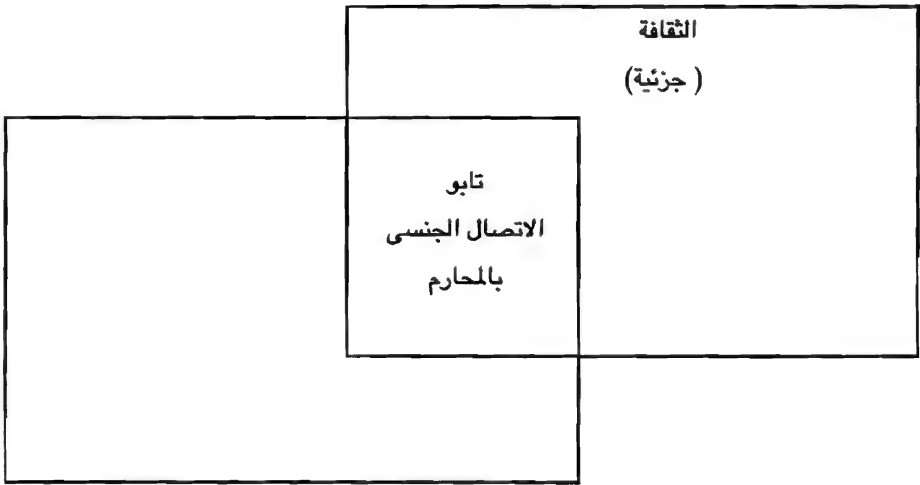 الثقافة
( جزئية)
تابو
الاتصال الجنسى
بالمحارم